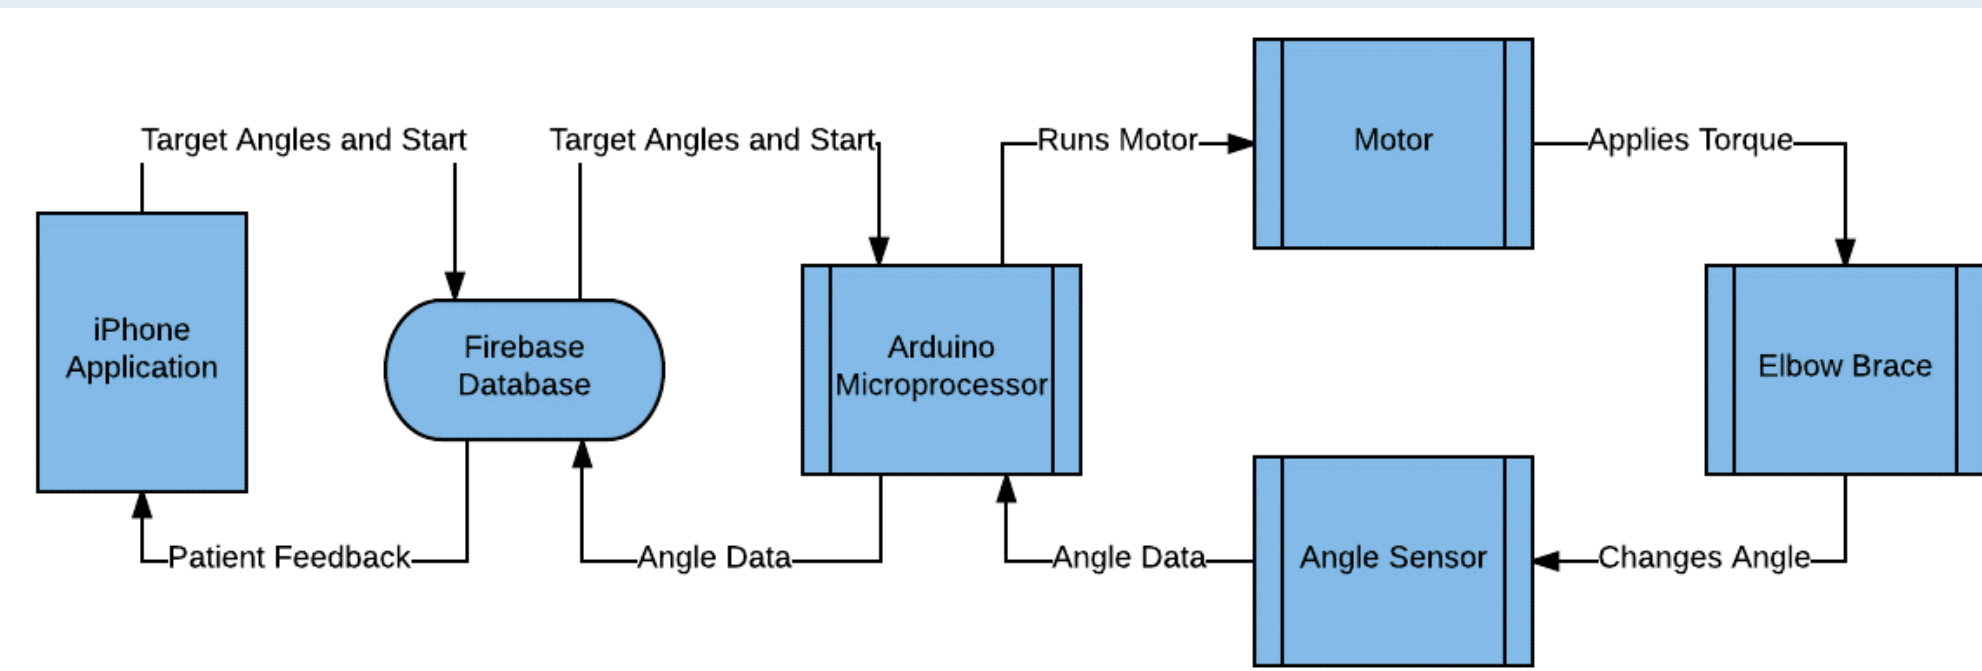 Target Angles and Start
Target Angles and Start
Runs Motor
Motor
Applies Torque
iPhone
Application
Firebase
Database
Arduino
Microprocessor
Elbow Brace
Patient Feedback
Angle Data
Angle Data
Angle Sensor
Changes Angle